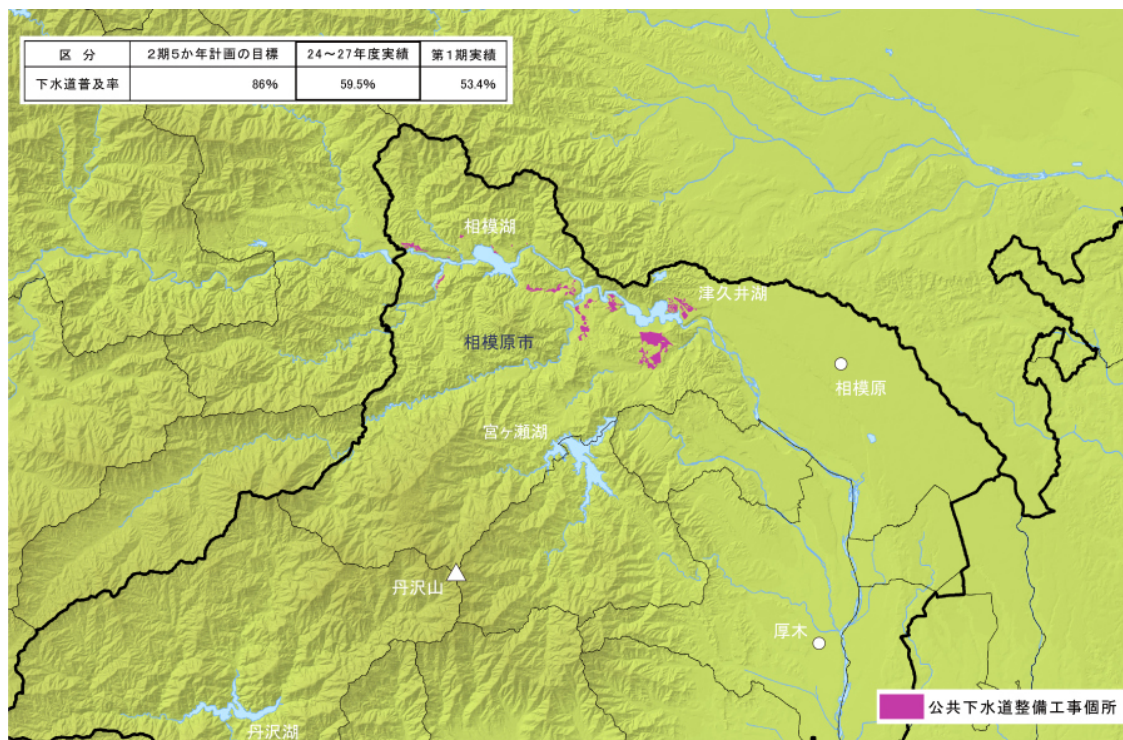 区 分 2期5か年計画の目標 24～27年度実績 第1期実績
下水道普及率 86% 59.5% 53.4%
相模湖
津久井湖
相模原市
相模原
宮ヶ瀬湖
丹沢山
厚木
公共下水道整備工事個所
丹沢湖